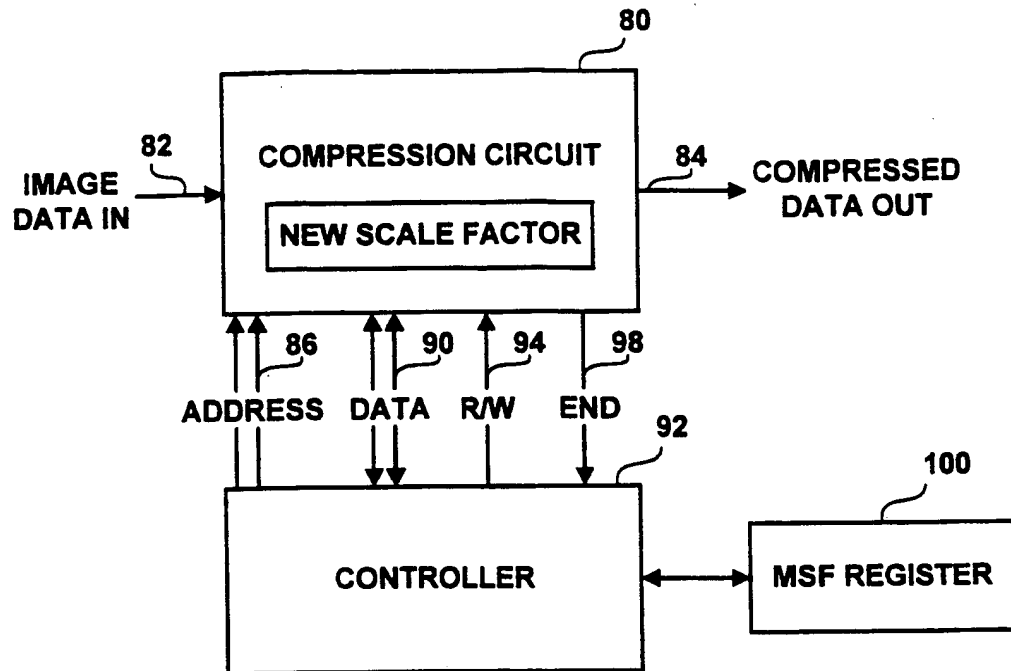 80
82
IMAGE
DATA IN
COMPRESSION CIRCUIT
NEW SCALE FACTOR
84
COMPRESSED
DATA OUT
86
90
94
98
ADDRESS
DATA
R/W
END
92
CONTROLLER
100
MSF REGISTER